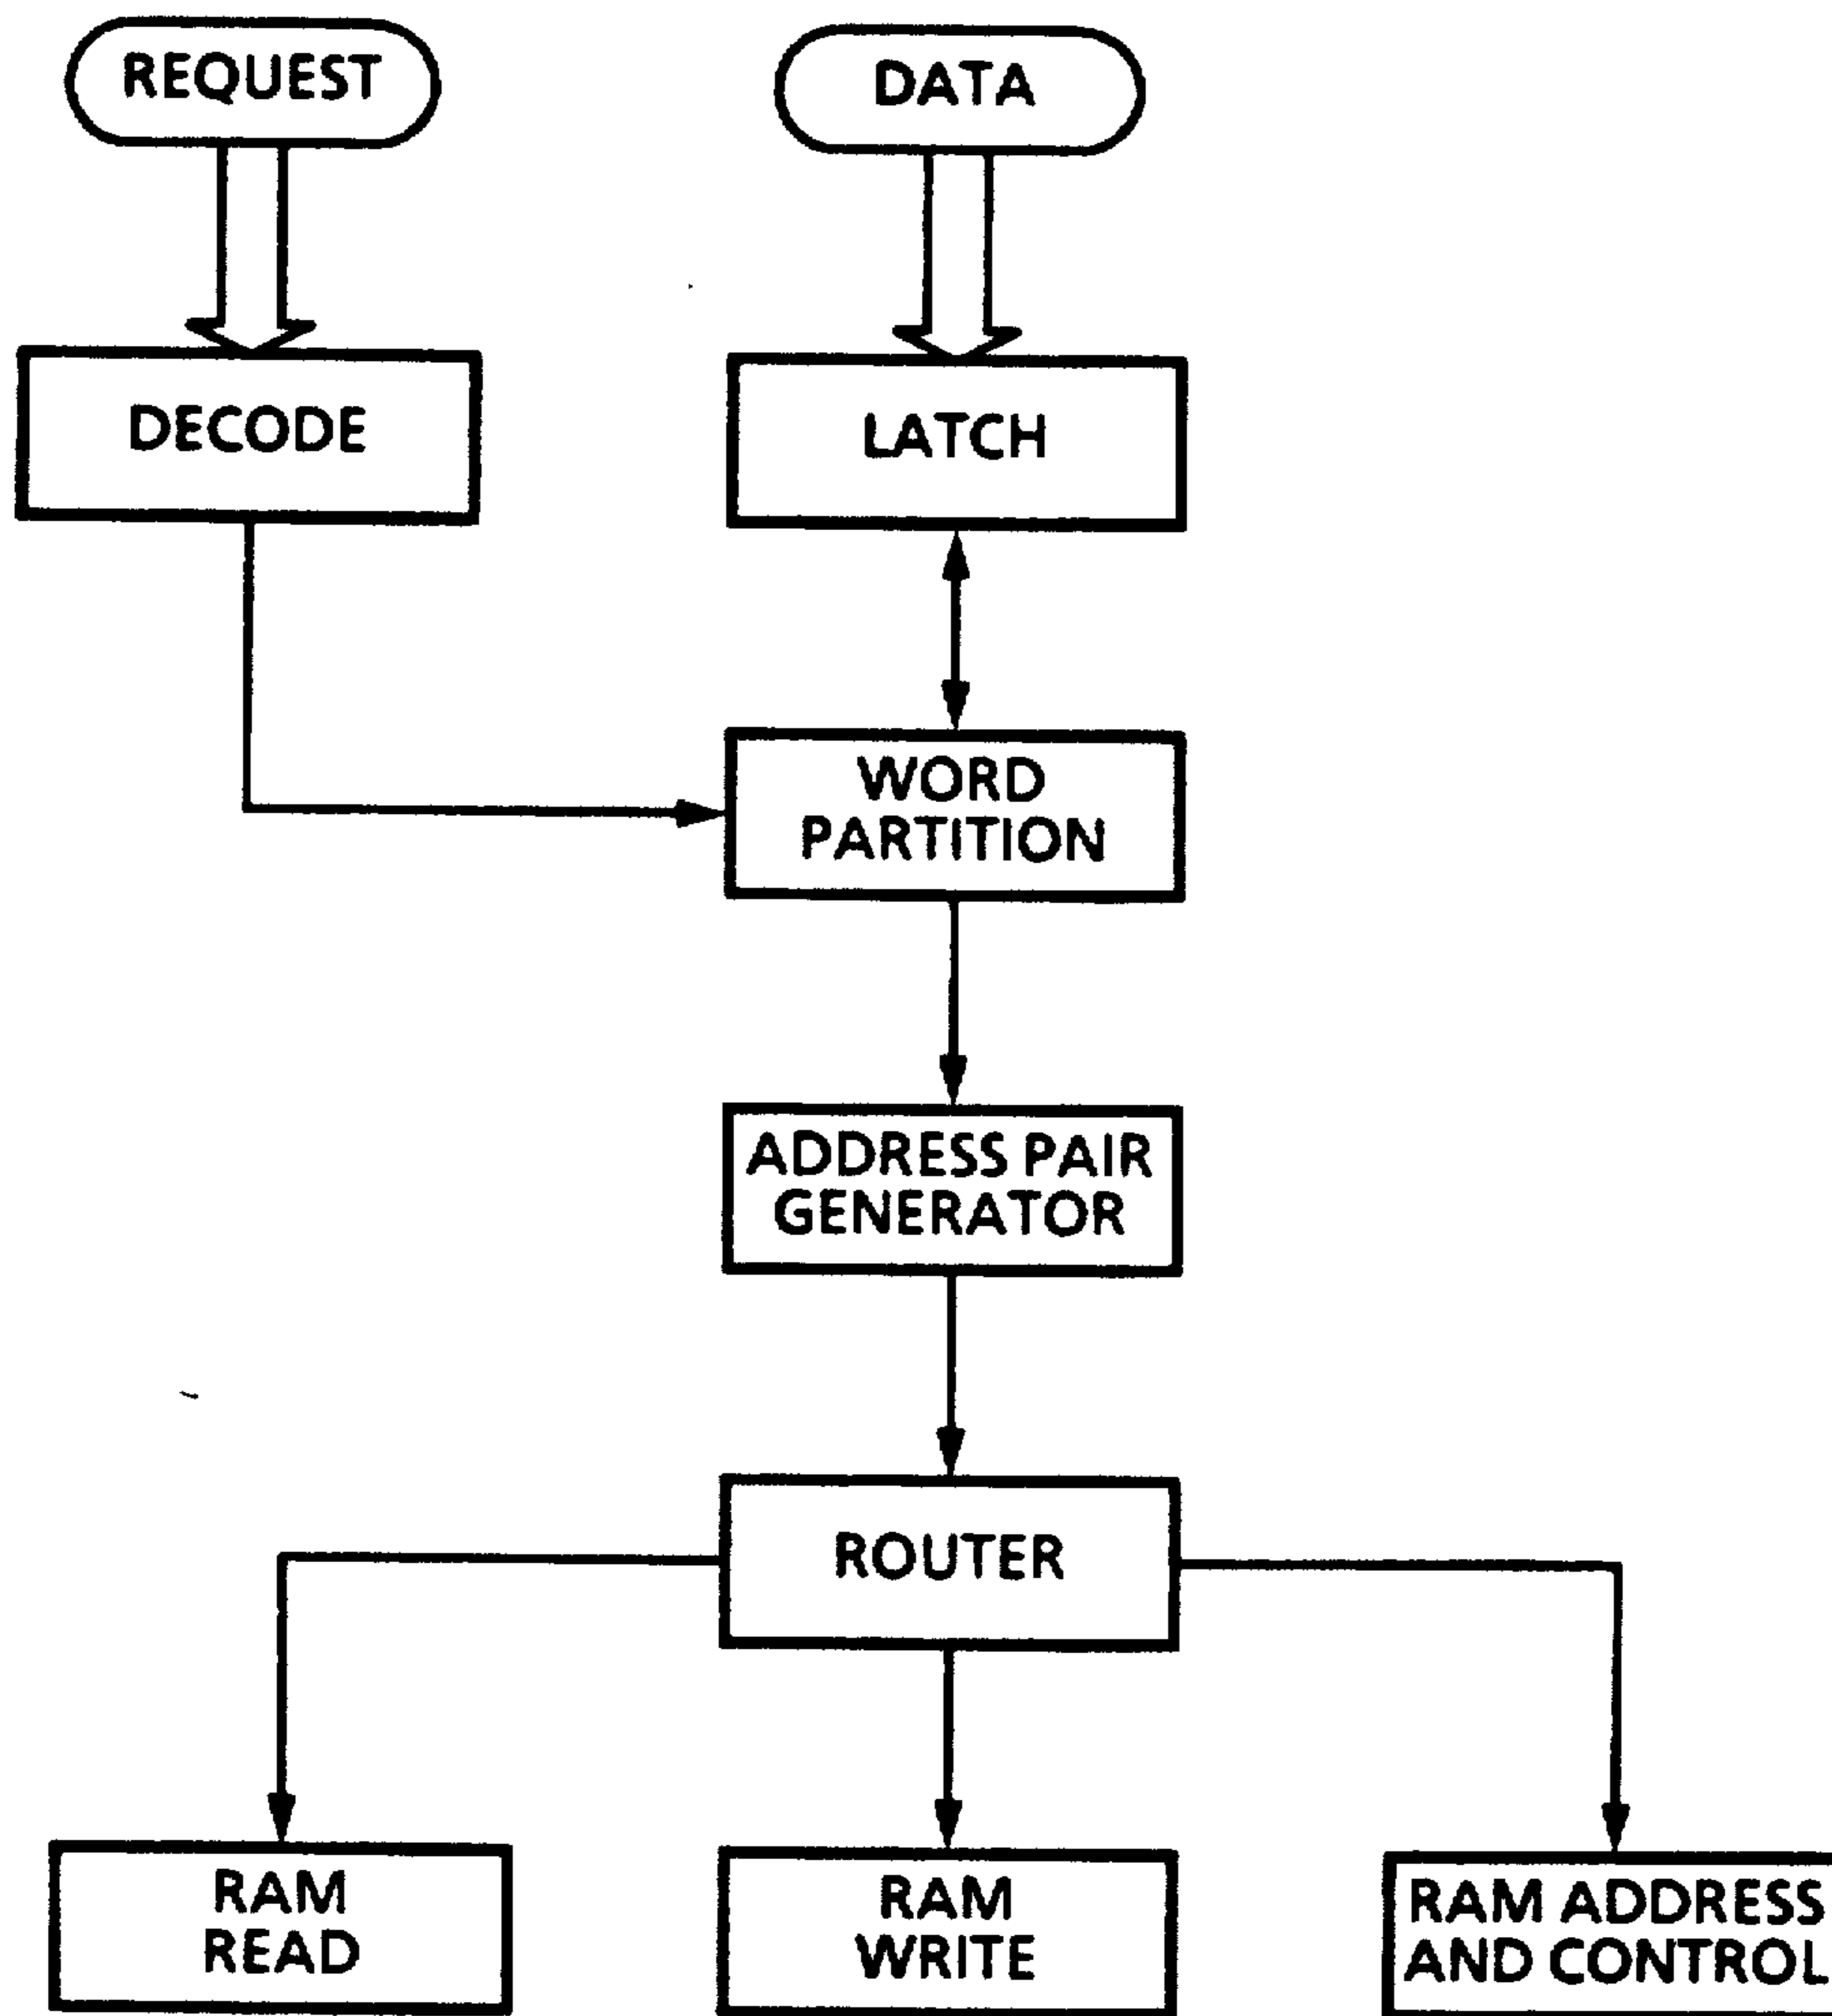 REQUEST
DATA
DECODE
LATCH
WORD
PARTITION
ADDRESS PAIR
GENERATOR
ROUTER
RAM
READ
RAM
WRITE
RAM ADDRESS
AND CONTROL